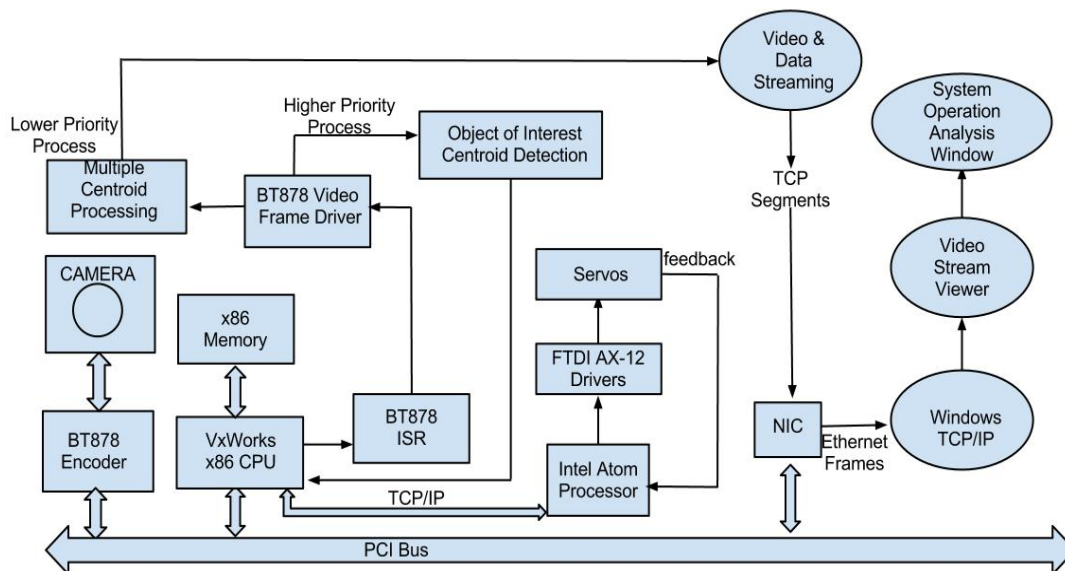 Video &
Data
Streaming
System
Operation
Analysis
Window
Higher Priority
Process
Lower Priority
Process
Object of Interest
Centroid Detection
Multiple
Centroid
Processing
BT878 Video
Frame Driver
TCP
Segments
Video
Stream
Viewer
feedback
Servos
CAMERA
x86
Memory
FTDI AX-12
Drivers
BT878
ISR
NIC
Ethernet
Frames
Windows
TCP/IP
BT878
Encoder
VxWorks
x86 CPU
Intel Atom
Processor
TCP/IP
PCI Bus